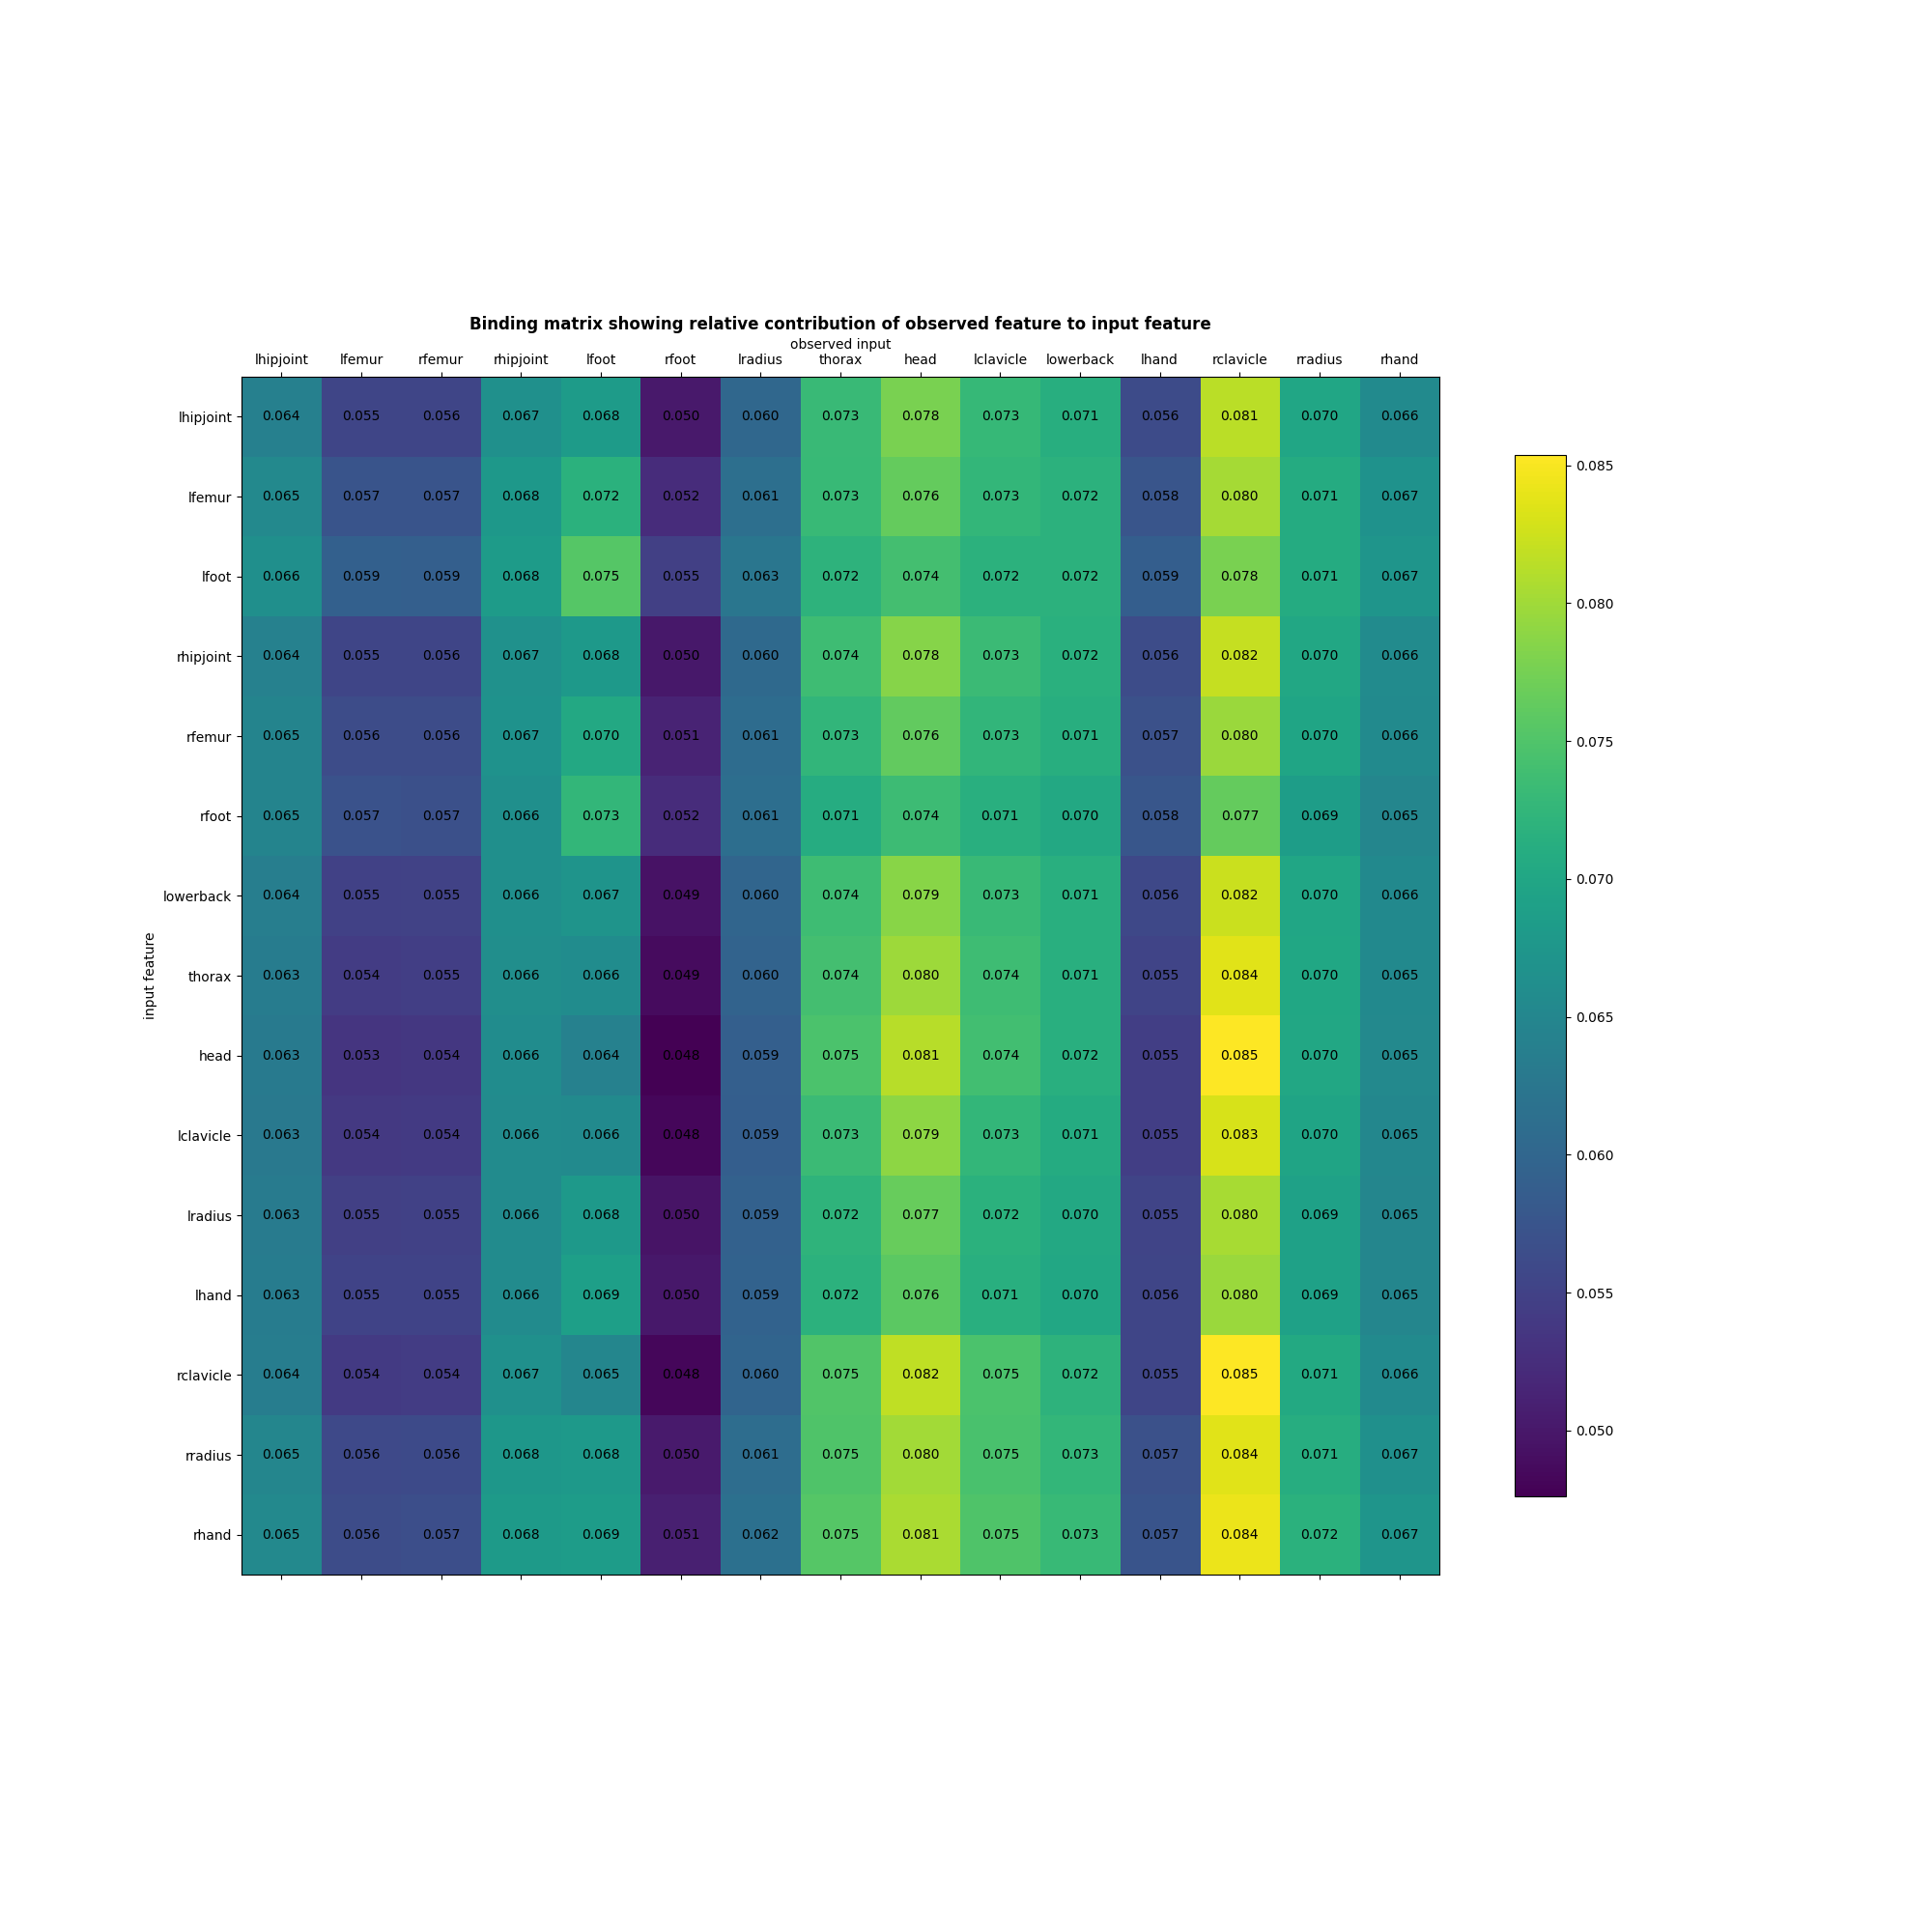 Binding matrix showing relative contribution of observed feature to input feature
observed input
lhipjoint lfemur rfemur rhipjoint lfoot rfoot lradius thorax head lclavicle lowerback lhand rclavicle rradius rhand
lhipjoint 0.064 0.055 0.056 0.067 0.068 0.050 0.060 0.073 0.078 0.073 0.071 0.056 0.081 0.070 0.066
0.085
lfemur 0.065 0.057 0.057 0.068 0.072 0.052 0.061 0.073 0.076 0.073 0.072 0.058 0.080 0.071 0.067
lfoot 0.066 0.059 0.059 0.068 0.075 0.055 0.063 0.072 0.074 0.072 0.072 0.059 0.078 0.071 0.067
0.080
rhipjoint 0.064 0.055 0.056 0.067 0.068 0.050 0.060 0.074 0.078 0.073 0.072 0.056 0.082 0.070 0.066
rfemur 0.065 0.056 0.056 0.067 0.070 0.051 0.061 0.073 0.076 0.073 0.071 0.057 0.080 0.070 0.066
0.075
rfoot 0.065 0.057 0.057 0.066 0.073 0.052 0.061 0.071 0.074 0.071 0.070 0.058 0.077 0.069 0.065
0.070
lowerback 0.064 0.055 0.055 0.066 0.067 0.049 0.060 0.074 0.079 0.073 0.071 0.056 0.082 0.070 0.066
input feature
thorax 0.063 0.054 0.055 0.066 0.066 0.049 0.060 0.074 0.080 0.074 0.071 0.055 0.084 0.070 0.065
0.065
head 0.063 0.053 0.054 0.066 0.064 0.048 0.059 0.075 0.081 0.074 0.072 0.055 0.085 0.070 0.065
lclavicle 0.063 0.054 0.054 0.066 0.066 0.048 0.059 0.073 0.079 0.073 0.071 0.055 0.083 0.070 0.065
0.060
lradius 0.063 0.055 0.055 0.066 0.068 0.050 0.059 0.072 0.077 0.072 0.070 0.055 0.080 0.069 0.065
lhand 0.063 0.055 0.055 0.066 0.069 0.050 0.059 0.072 0.076 0.071 0.070 0.056 0.080 0.069 0.065
0.055
rclavicle 0.064 0.054 0.054 0.067 0.065 0.048 0.060 0.075 0.082 0.075 0.072 0.055 0.085 0.071 0.066
0.050
rradius 0.065 0.056 0.056 0.068 0.068 0.050 0.061 0.075 0.080 0.075 0.073 0.057 0.084 0.071 0.067
rhand 0.065 0.056 0.057 0.068 0.069 0.051 0.062 0.075 0.081 0.075 0.073 0.057 0.084 0.072 0.067